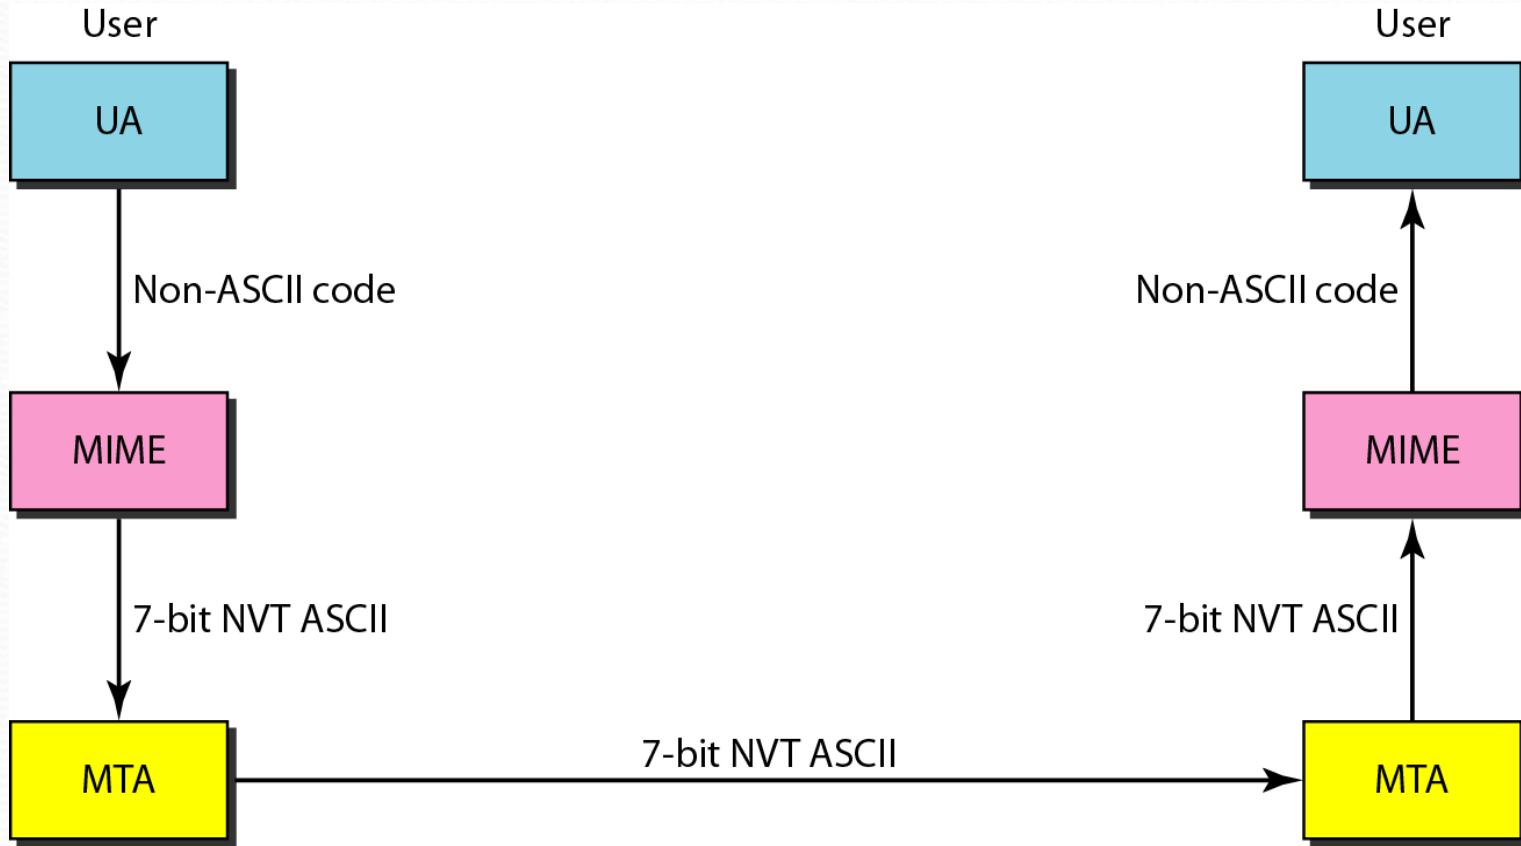 User
User
UA
UA
Non-ASCII code
Non-ASCII code
MIME
MIME
7-bit NVT ASCII
7-bit NVT ASCII
7-bit NVT ASCII
MTA
MTA